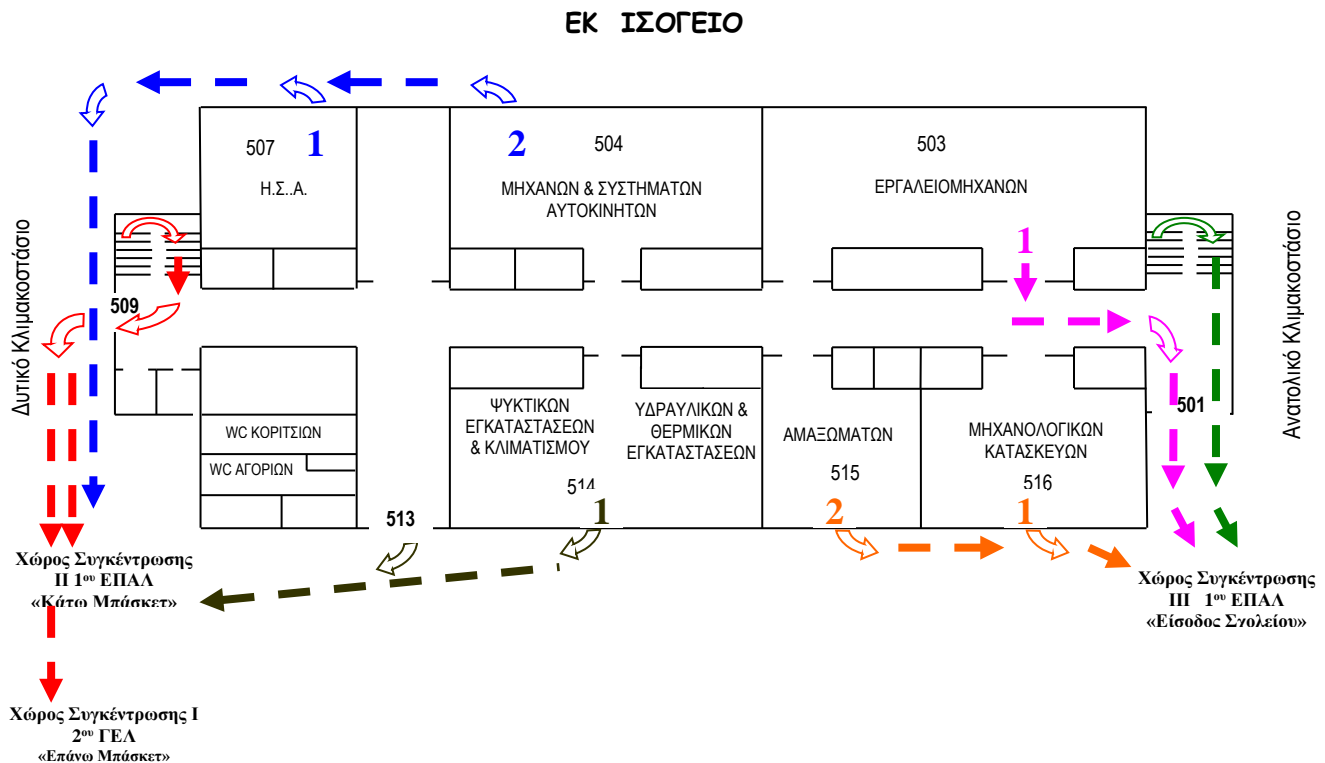 ΕΚ ΙΣΟΓΕΙΟ
507
1
Η.Σ..Α.
2
504
ΜΗΧΑΝΩΝ & ΣΥΣΤΗΜΑΤΩΝ
ΑΥΤΟΚΙΝΗΤΩΝ
503
ΕΡΓΑΛΕΙΟΜΗΧΑΝΩΝ
1
Δυτικό Κλιμακοστάσιο
Ανατολικό Κλιμακοστάσιο
509
501
WC ΚΟΡΙΤΣΙΩΝ
WC ΑΓΟΡΙΩΝ
513
ΨΥΚΤΙΚΩΝ
ΕΓΚΑΤΑΣΤΑΣΕΩΝ
& ΚΛΙΜΑΤΙΣΜΟΥ
514
1
ΥΔΡΑΥΛΙΚΩΝ &
ΘΕΡΜΙΚΩΝ
ΕΓΚΑΤΑΣΤΑΣΕΩΝ
ΑΜΑΞΩΜΑΤΩΝ
515
2
ΜΗΧΑΝΟΛΟΓΙΚΩΝ
ΚΑΤΑΣΚΕΥΩΝ
516
1
Χώρος Συγκέντρωσης
ΙΙ 1ου ΕΠΑΛ
«Κάτω Μπάσκετ»
Χώρος Συγκέντρωσης
ΙΙΙ 1ου ΕΠΑΛ
«Είσοδος Σχολείου»
Χώρος Συγκέντρωσης Ι
2ου ΓΕΛ
«Επάνω Μπάσκετ»